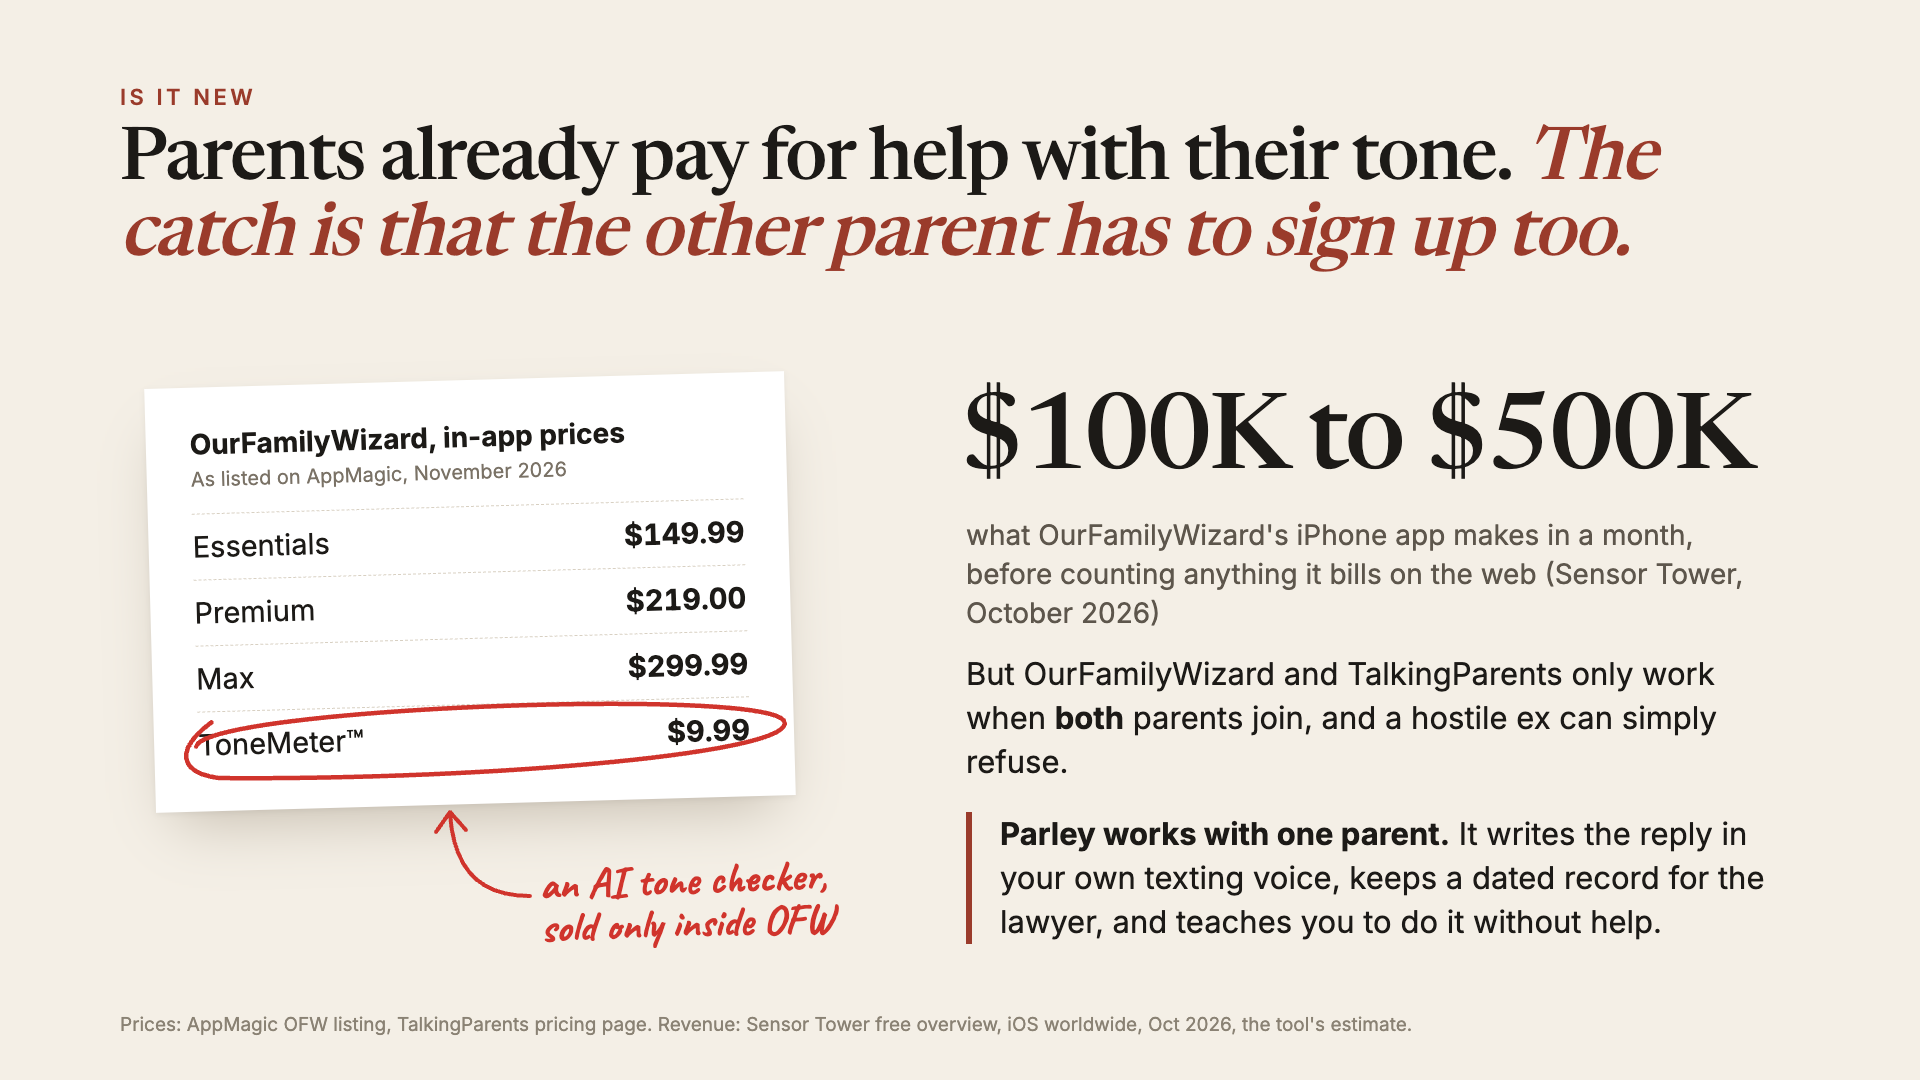 IS IT NEW
Parents already pay for help with their tone. The
catch is that the other parent has to sign up too.
OurFamilyWizard, in-app prices
As listed on AppMagic, November 2026
Essentials $149.99
Premium $219.00
Max $299.99
ToneMeter™ $9.99
an AI tone checker,
sold only inside OFW
$100K to $500K
what OurFamilyWizard's iPhone app makes in a month,
before counting anything it bills on the web (Sensor Tower,
October 2026)
But OurFamilyWizard and TalkingParents only work
when both parents join, and a hostile ex can simply
refuse.
Parley works with one parent. It writes the reply in
your own texting voice, keeps a dated record for the
lawyer, and teaches you to do it without help.
Prices: AppMagic OFW listing, TalkingParents pricing page. Revenue: Sensor Tower free overview, iOS worldwide, Oct 2026, the tool's estimate.